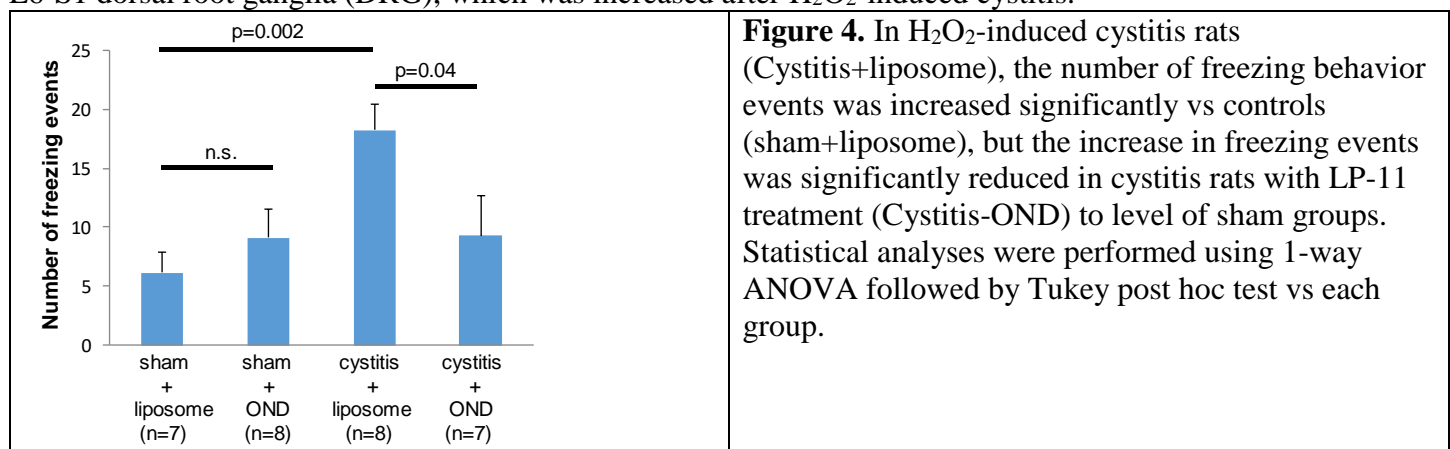 L6-S1 dorsal root ganglia (DRG), which was increased after H₂O₂-induced cystitis.
p=0.002
p=0.04
n.s.
Number of freezing events
25
20
15
10
5
0
sham + liposome (n=7)
sham + OND (n=8)
cystitis + liposome (n=8)
cystitis + OND (n=7)
Figure 4. In H₂O₂-induced cystitis rats
(Cystitis+liposome), the number of freezing behavior
events was increased significantly vs controls
(sham+liposome), but the increase in freezing events
was significantly reduced in cystitis rats with LP-11
treatment (Cystitis-OND) to level of sham groups.
Statistical analyses were performed using 1-way
ANOVA followed by Tukey post hoc test vs each
group.